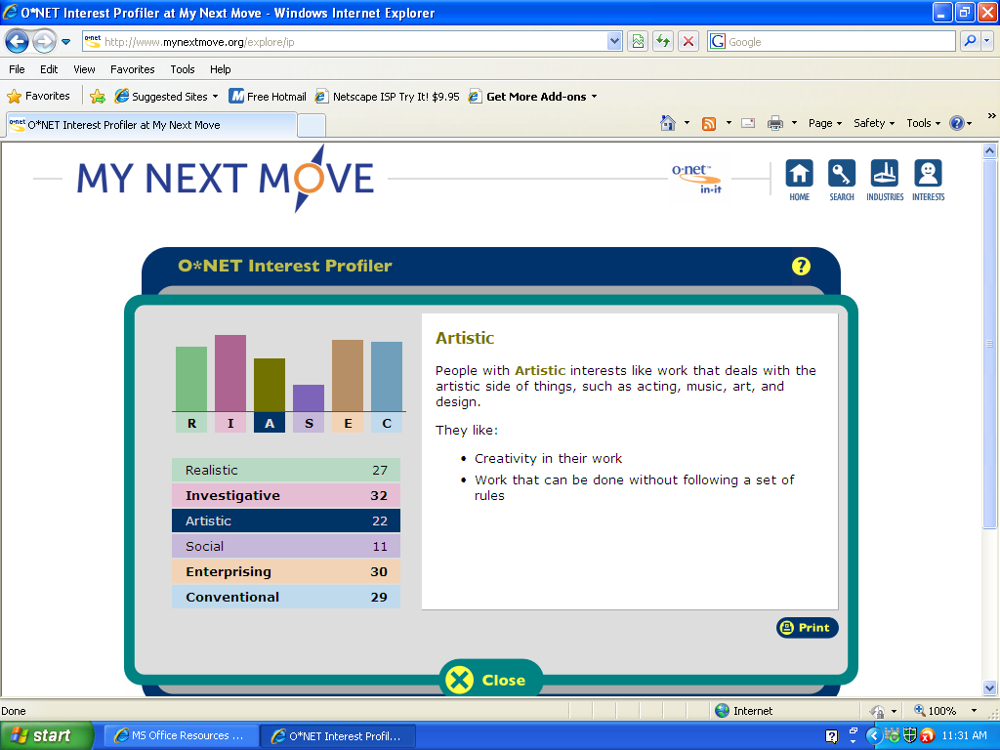 O*NET Interest Profiler at My Next Move - Windows Internet Explorer
o·net http://www.mynextmove.org/explore/ip Google
File Edit View Favorites Tools Help
Favorites Suggested Sites Free Hotmail Netscape ISP Try It! $9.95 Get More Add-ons
o·net O*NET Interest Profiler at My Next Move Page Safety Tools »
MY NEXT MOVE
o·net™ in-it
HOME SEARCH INDUSTRIES INTERESTS
O*NET Interest Profiler ?
R I A S E C
Realistic 27
Investigative 32
Artistic 22
Social 11
Enterprising 30
Conventional 29
Artistic
People with Artistic interests like work that deals with the
artistic side of things, such as acting, music, art, and
design.
They like:
• Creativity in their work
• Work that can be done without following a set of
rules
Print
Close
Done Internet 100%
start MS Office Resources ... O*NET Interest Profil... 11:31 AM